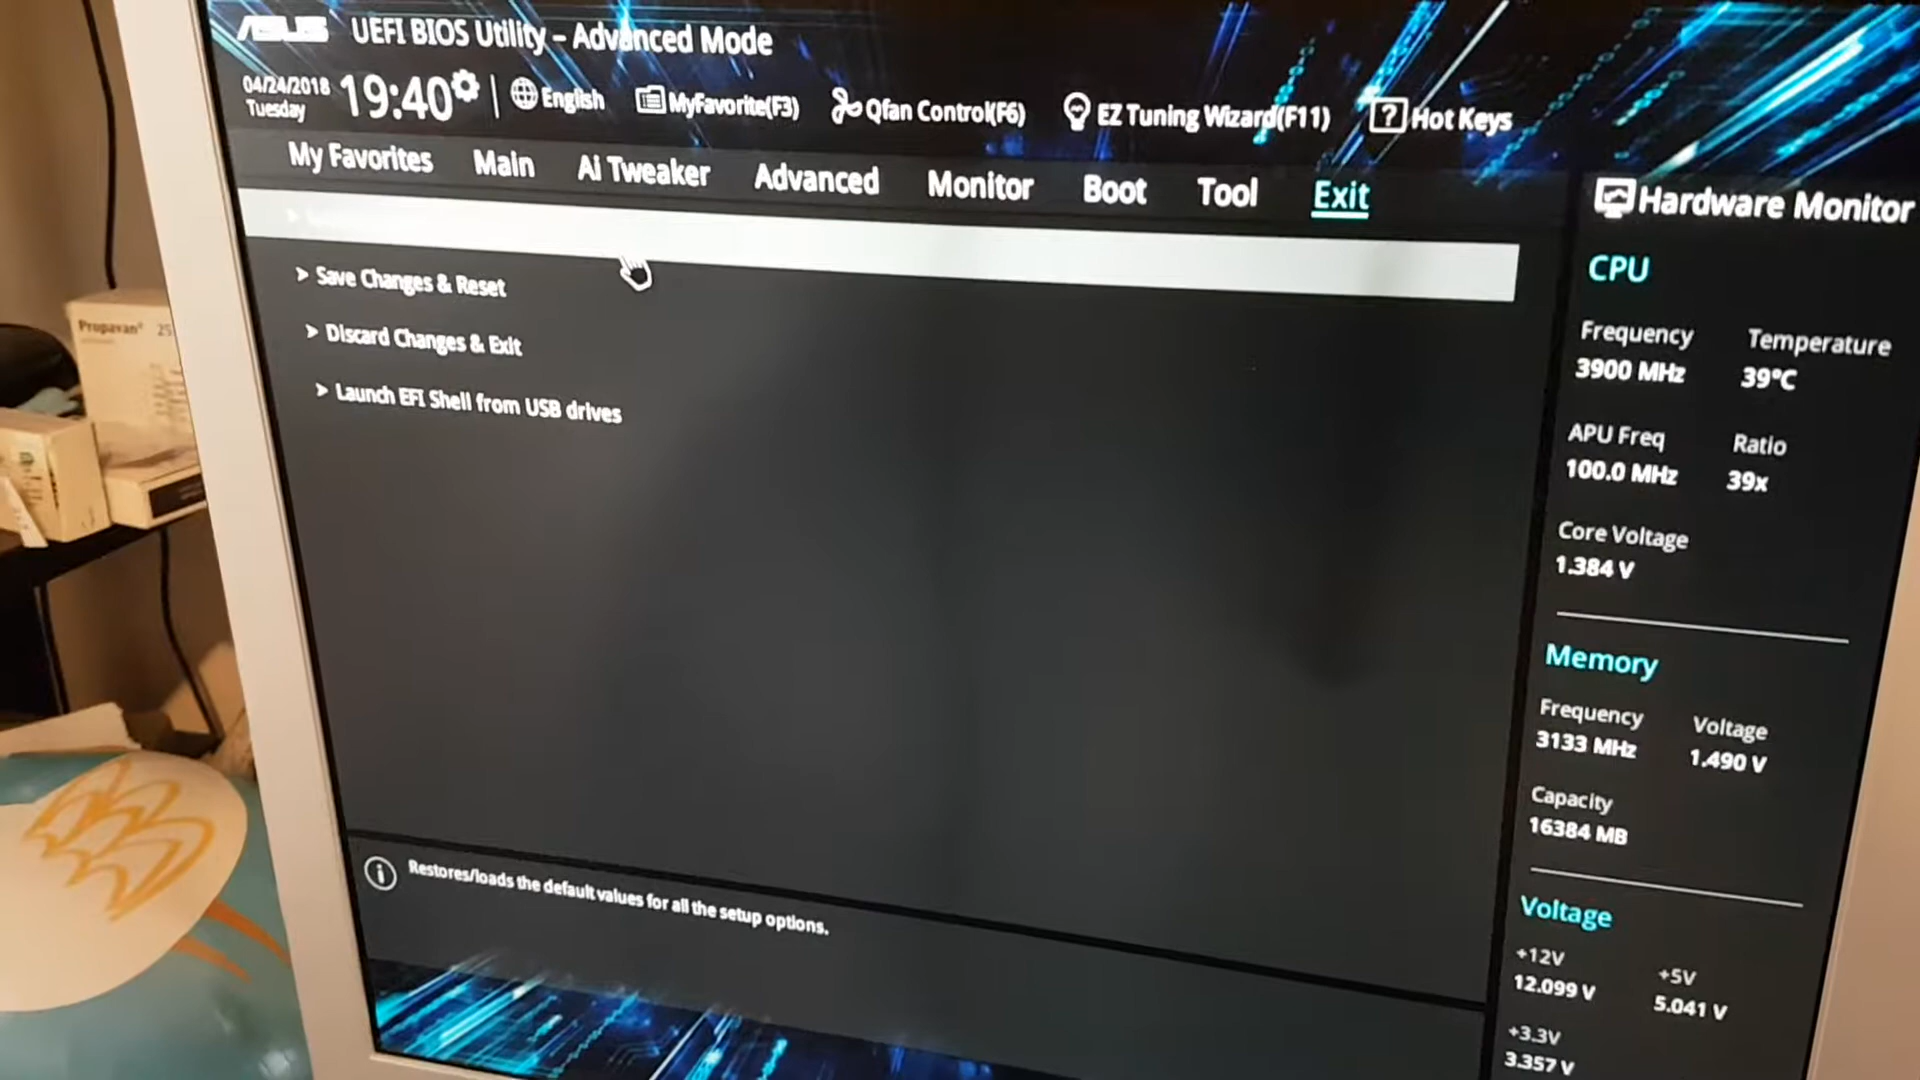 ASUS UEFI BIOS Utility – Advanced Mode
04/24/2018
Tuesday
19:40
English
MyFavorite(F3)
Qfan Control(F6)
EZ Tuning Wizard(F11)
? Hot Keys
My Favorites Main Ai Tweaker Advanced Monitor Boot Tool Exit
> Save Changes & Reset
> Discard Changes & Exit
> Launch EFI Shell from USB drives
i Restores/loads the default values for all the setup options.
Hardware Monitor
CPU
Frequency Temperature
3900 MHz 39°C
APU Freq Ratio
100.0 MHz 39x
Core Voltage
1.384 V
Memory
Frequency Voltage
3133 MHz 1.490 V
Capacity
16384 MB
Voltage
+12V +5V
12.099 V 5.041 V
+3.3V
3.357 V
Propavan® 25